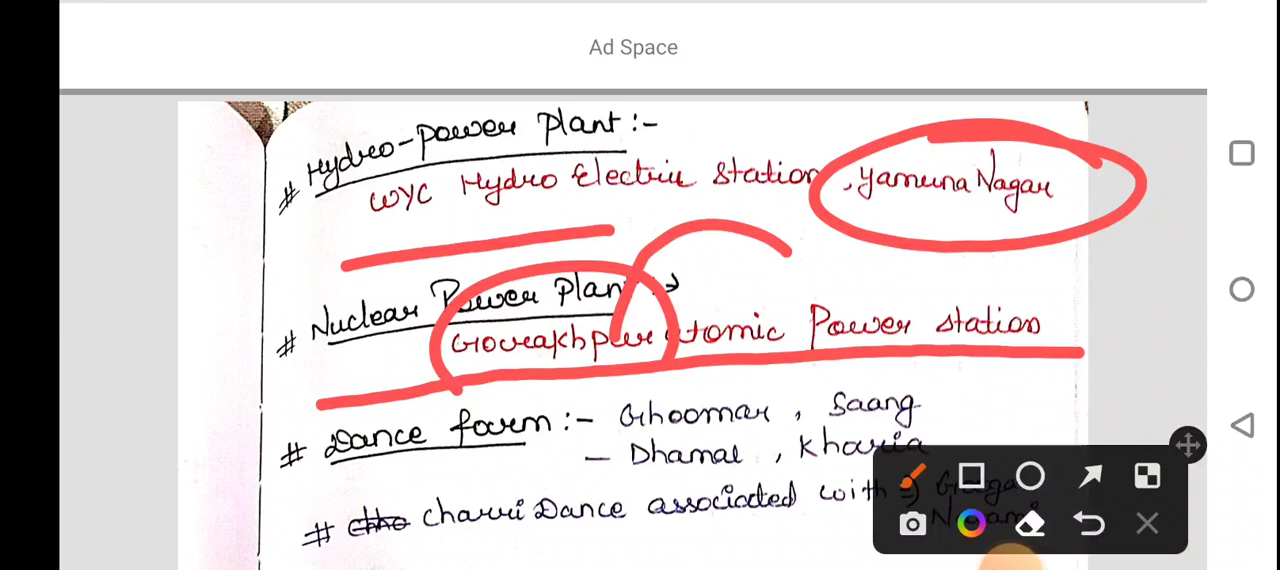 Ad Space
# Hydro-power plant :-
WYC Hydro Electric Station, Yamuna Nagar
# Nuclear Power Plant :→
Gorakhpur Atomic Power station
# Dance form :- Ghoomar, Saang
– Dhamal, Kharia
# Charri Dance associated with